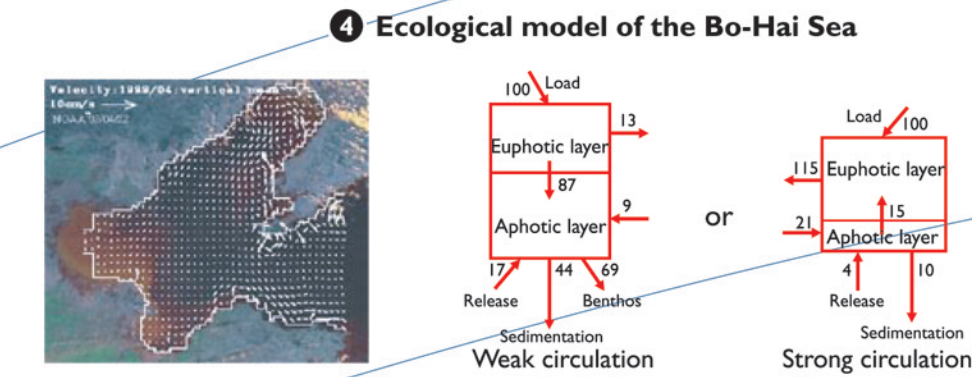 4 Ecological model of the Bo-Hai Sea
Velocity:1999/04:vertical mean
10cm/s
100 Load
13
Euphotic layer
87
9
Aphotic layer
17 44 69
Release
Benthos
Sedimentation
Weak circulation
or
Load 100
115 Euphotic layer
15
21
Aphotic layer
4 10
Release
Sedimentation
Strong circulation